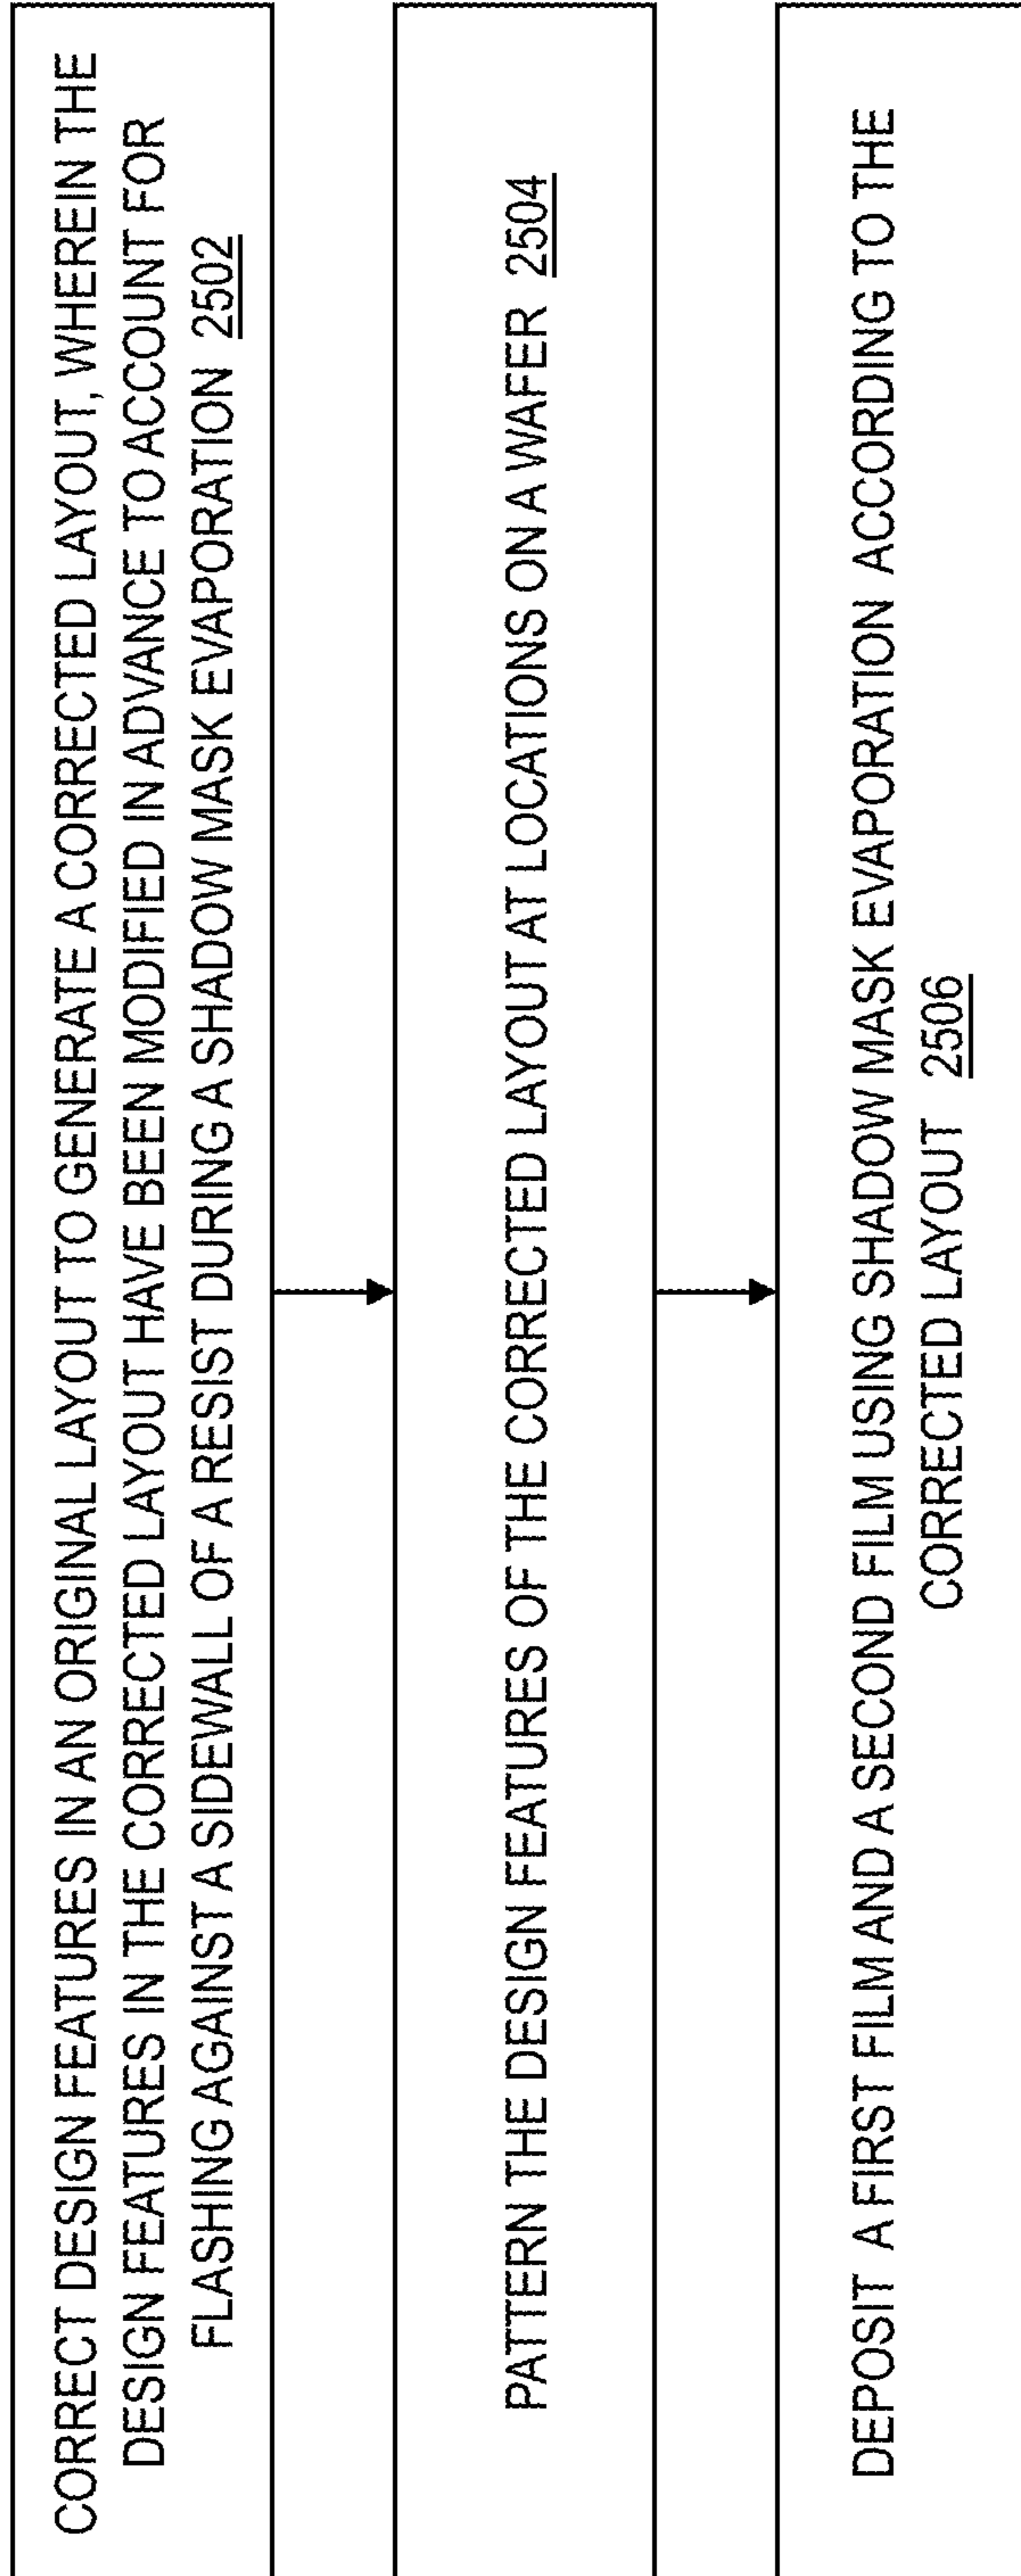 CORRECT DESIGN FEATURES IN AN ORIGINAL LAYOUT TO GENERATE A CORRECTED LAYOUT, WHEREIN THE
DESIGN FEATURES IN THE CORRECTED LAYOUT HAVE BEEN MODIFIED IN ADVANCE TO ACCOUNT FOR
FLASHING AGAINST A SIDEWALL OF A RESIST DURING A SHADOW MASK EVAPORATION 2502
PATTERN THE DESIGN FEATURES OF THE CORRECTED LAYOUT AT LOCATIONS ON A WAFER 2504
DEPOSIT A FIRST FILM AND A SECOND FILM USING SHADOW MASK EVAPORATION ACCORDING TO THE
CORRECTED LAYOUT 2506